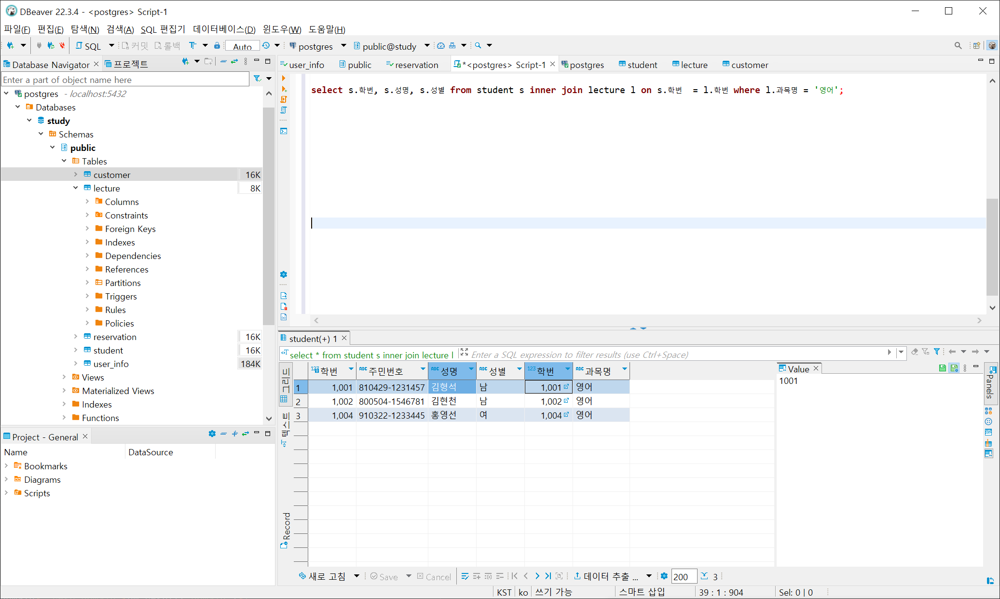 DBeaver 22.3.4 - <postgres> Script-1
파일(F) 편집(E) 탐색(N) 검색(A) SQL 편집기 데이터베이스(D) 윈도우(W) 도움말(H)
SQL 커밋 롤백 Auto postgres public@study
Database Navigator 프로젝트
Enter a part of object name here
postgres - localhost:5432
Databases
study
Schemas
public
Tables
customer 16K
lecture 8K
Columns
Constraints
Foreign Keys
Indexes
Dependencies
References
Partitions
Triggers
Rules
Policies
reservation 16K
student 16K
user_info 184K
Views
Materialized Views
Indexes
Functions
Project - General
Name DataSource
Bookmarks
Diagrams
Scripts
user_info public reservation *<postgres> Script-1 postgres student lecture customer
select s.학번, s.성명, s.성별 from student s inner join lecture l on s.학번  = l.학번 where l.과목명 = '영어';
student(+) 1
select * from student s inner join lecture l Enter a SQL expression to filter results (use Ctrl+Space)
그리드
텍스트
Record
123 학번 ABC 주민번호 ABC 성명 ABC 성별 123 학번 ABC 과목명
1 1,001 810429-1231457 김형석 남 1,001 영어
2 1,002 800504-1546781 김현천 남 1,002 영어
3 1,004 910322-1233445 홍영선 여 1,004 영어
Value
1001
Panels
새로 고침 Save Cancel 데이터 추출 ... 200 3
KST ko 쓰기 가능 스마트 삽입 39 : 1 : 904 Sel: 0 | 0